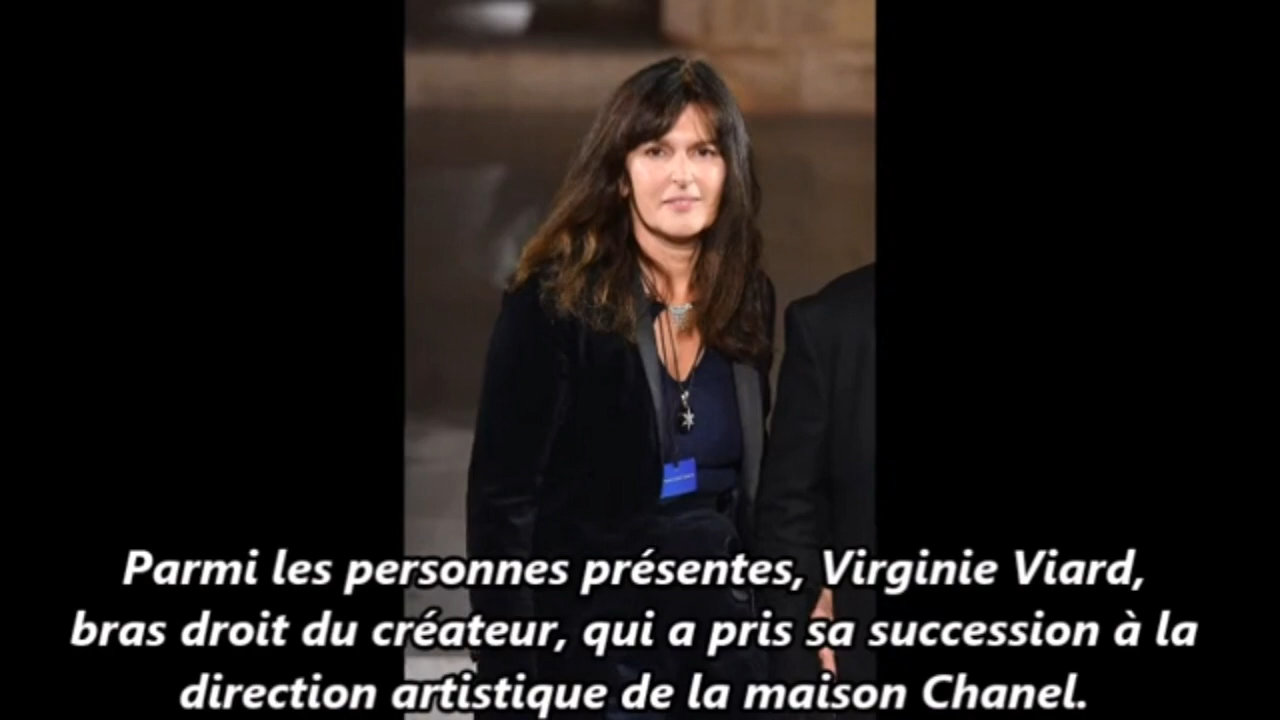 Parmi les personnes présentes, Virginie Viard,
bras droit du créateur, qui a pris sa succession à la
direction artistique de la maison Chanel.